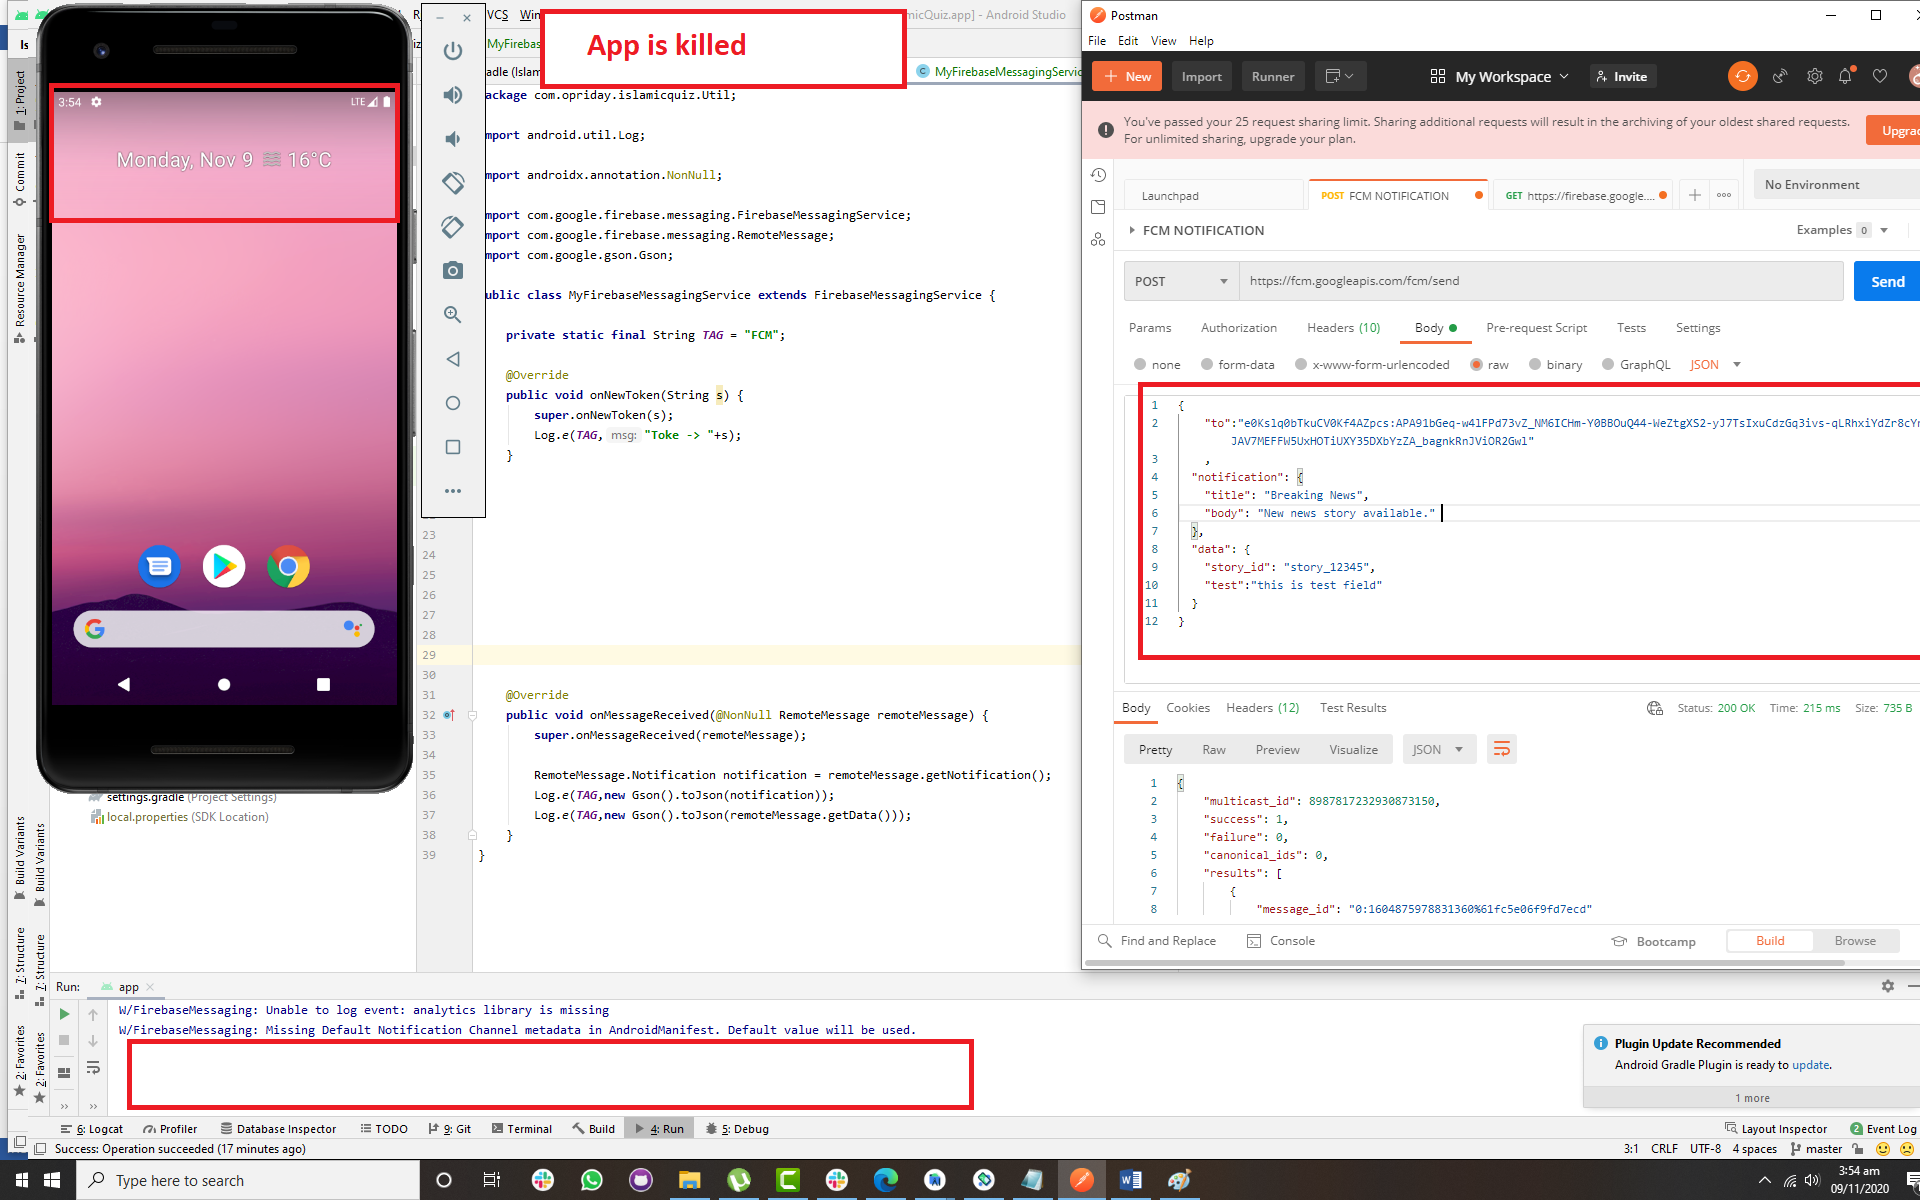 VCS
Win
micQuiz.app] - Android Studio
App is killed
MyFirebas
adle (Islam
MyFirebaseMessagingServic
Is
1: Project
Commit
Resource Manager
Build Variants
Build Variants
7: Structure
7: Structure
2: Favorites
2: Favorites
3:54
LTE
Monday, Nov 9
16°C
settings.gradle (Project Settings)
local.properties (SDK Location)
ackage com.opriday.islamicquiz.Util;
mport android.util.Log;
mport androidx.annotation.NonNull;
mport com.google.firebase.messaging.FirebaseMessagingService;
mport com.google.firebase.messaging.RemoteMessage;
mport com.google.gson.Gson;
ublic class MyFirebaseMessagingService extends FirebaseMessagingService {
private static final String TAG = "FCM";
@Override
public void onNewToken(String s) {
super.onNewToken(s);
Log.e(TAG, msg: "Toke -> "+s);
}
23
24
25
26
27
28
29
30
31 @Override
32 public void onMessageReceived(@NonNull RemoteMessage remoteMessage) {
33 super.onMessageReceived(remoteMessage);
34
35 RemoteMessage.Notification notification = remoteMessage.getNotification();
36 Log.e(TAG,new Gson().toJson(notification));
37 Log.e(TAG,new Gson().toJson(remoteMessage.getData()));
38 }
39 }
Postman
File Edit View Help
New Import Runner My Workspace Invite
You've passed your 25 request sharing limit. Sharing additional requests will result in the archiving of your oldest shared requests.
For unlimited sharing, upgrade your plan.
Upgrad
Launchpad
POST FCM NOTIFICATION
GET https://firebase.google....
No Environment
FCM NOTIFICATION
Examples 0
POST https://fcm.googleapis.com/fcm/send
Send
Params Authorization Headers (10) Body Pre-request Script Tests Settings
none form-data x-www-form-urlencoded raw binary GraphQL JSON
1 {
2 "to":"e0Kslq0bTkuCV0Kf4AZpcs:APA91bGeq-w4lFPd73vZ_NM6ICHm-Y0BBOuQ44-WeZtgXS2-yJ7TsIxuCdzGq3ivs-qLRhxiYdZr8cYr
JAV7MEFFW5UxHOTiUXY35DXbYzZA_bagnkRnJViOR2Gwl"
3 ,
4 "notification": {
5 "title": "Breaking News",
6 "body": "New news story available."
7 },
8 "data": {
9 "story_id": "story_12345",
10 "test":"this is test field"
11 }
12 }
Body Cookies Headers (12) Test Results
Status: 200 OK Time: 215 ms Size: 735 B
Pretty Raw Preview Visualize JSON
1 {
2 "multicast_id": 8987817232930873150,
3 "success": 1,
4 "failure": 0,
5 "canonical_ids": 0,
6 "results": [
7 {
8 "message_id": "0:1604875978831360%61fc5e06f9fd7ecd"
Find and Replace Console Bootcamp Build Browse
Run: app
W/FirebaseMessaging: Unable to log event: analytics library is missing
W/FirebaseMessaging: Missing Default Notification Channel metadata in AndroidManifest. Default value will be used.
Plugin Update Recommended
Android Gradle Plugin is ready to update.
1 more
6: Logcat Profiler Database Inspector TODO 9: Git Terminal Build 4: Run 5: Debug
Layout Inspector 2 Event Log
Success: Operation succeeded (17 minutes ago)
3:1 CRLF UTF-8 4 spaces master
Type here to search
3:54 am
09/11/2020